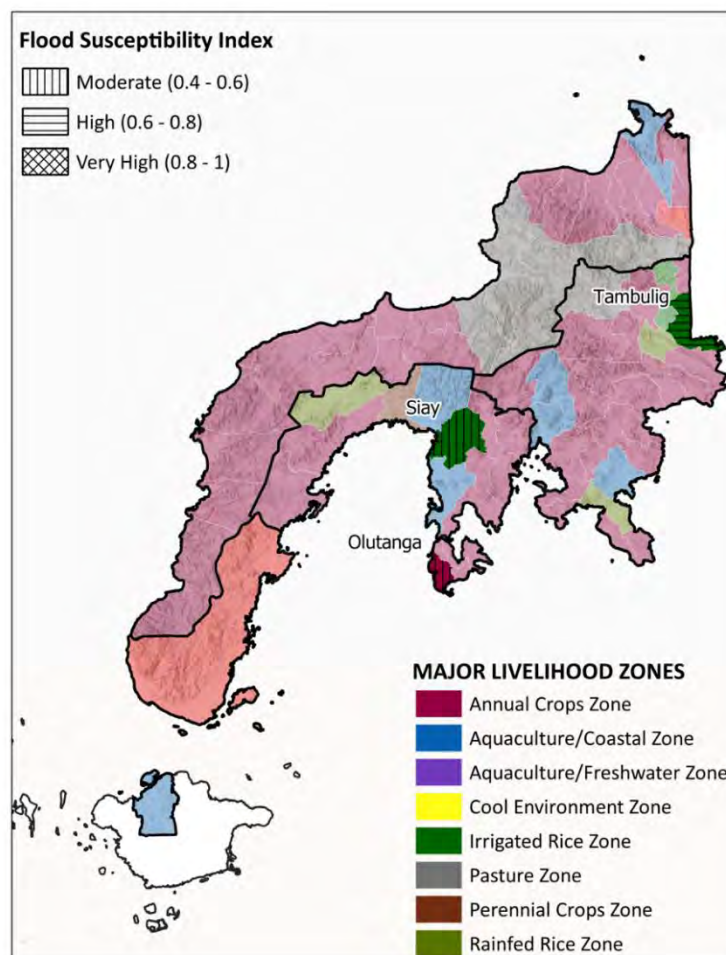 Flood Susceptibility Index
Moderate (0.4 - 0.6)
High (0.6 - 0.8)
Very High (0.8 - 1)
Tambulig
Siay
Olutanga
MAJOR LIVELIHOOD ZONES
Annual Crops Zone
Aquaculture/Coastal Zone
Aquaculture/Freshwater Zone
Cool Environment Zone
Irrigated Rice Zone
Pasture Zone
Perennial Crops Zone
Rainfed Rice Zone